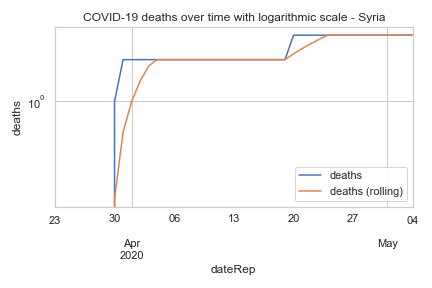 COVID-19 deaths over time with logarithmic scale - Syria
deaths
10⁰
deaths
deaths (rolling)
23 30 06 13 20 27 04
Apr May
2020
dateRep